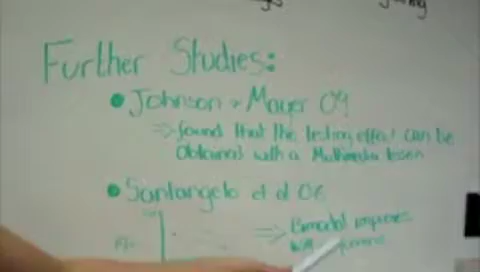 Further Studies:
• Johnson + Mayer 09
⇒ found that the testing effect can be
obtained with a Multimedia lesson
• Santangelo et al 06
⇒ Bimodal improves